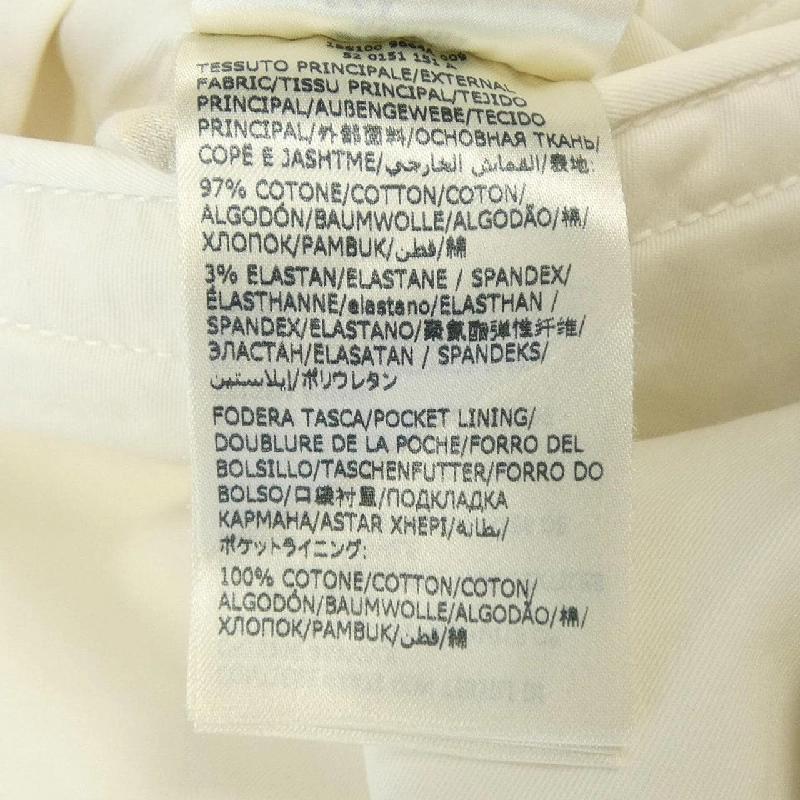 52 0151 151 A
TESSUTO PRINCIPALE/EXTERNAL
FABRIC/TISSU PRINCIPAL/TEJIDO
PRINCIPAL/AUßENGEWEBE/TECIDO
PRINCIPAL/外部面料/ОСНОВНАЯ ТКАНЬ/
COPË E JASHTME/القماش الخارجي/表地:
97% COTONE/COTTON/COTON/
ALGODÓN/BAUMWOLLE/ALGODÃO/棉/
ХЛОПОК/PAMBUK/قطن/綿
3% ELASTAN/ELASTANE / SPANDEX/
ÉLASTHANNE/elastano/ELASTHAN /
SPANDEX/ELASTANO/聚氨酯弹性纤维/
ЭЛАСТАН/ELASATAN / SPANDEKS/
إيلاستين/ポリウレタン
FODERA TASCA/POCKET LINING/
DOUBLURE DE LA POCHE/FORRO DEL
BOLSILLO/TASCHENFUTTER/FORRO DO
BOLSO/口袋衬里/ПОДКЛАДКА
КАРМАНА/ASTAR XHEPI/بطانة/
ポケットライニング:
100% COTONE/COTTON/COTON/
ALGODÓN/BAUMWOLLE/ALGODÃO/棉/
ХЛОПОК/PAMBUK/قطن/綿